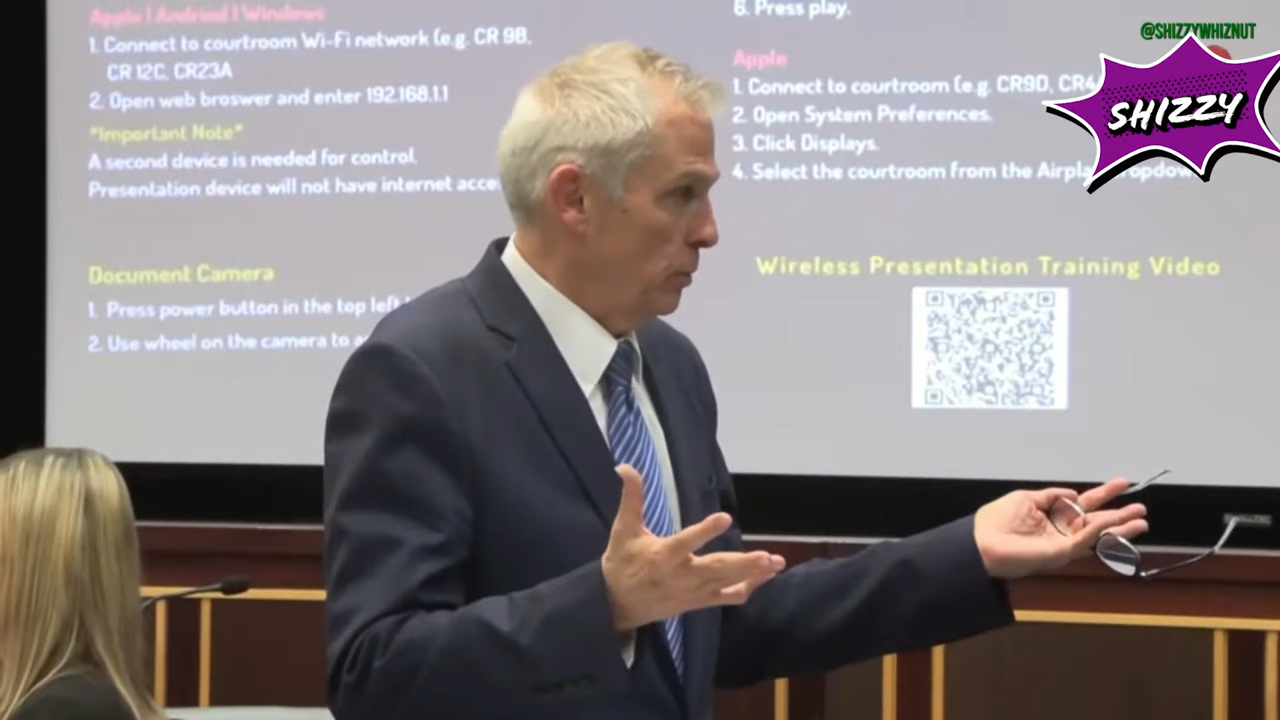 Apple | Android | Windows
1. Connect to courtroom Wi-Fi network (e.g. CR 9B,
CR 12C, CR23A
2. Open web broswer and enter 192.168.1.1
*Important Note*
A second device is needed for control.
Presentation device will not have internet
Document Camera
1. Press power button in the top left
2. Use wheel on the camera to
6. Press play.
Apple
1. Connect to courtroom (e.g. CR9D,
2. Open System Preferences.
3. Click Displays.
4. Select the courtroom from the
Wireless Presentation Training Video
@SHIZZYWHIZNUT
SHIZZY